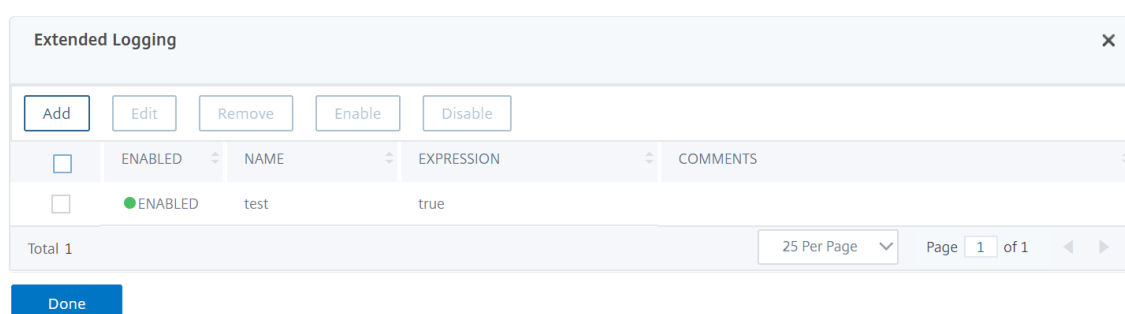 Extended Logging
Add Edit Remove Enable Disable
ENABLED NAME EXPRESSION COMMENTS
ENABLED test true
Total 1 25 Per Page Page 1 of 1
Done